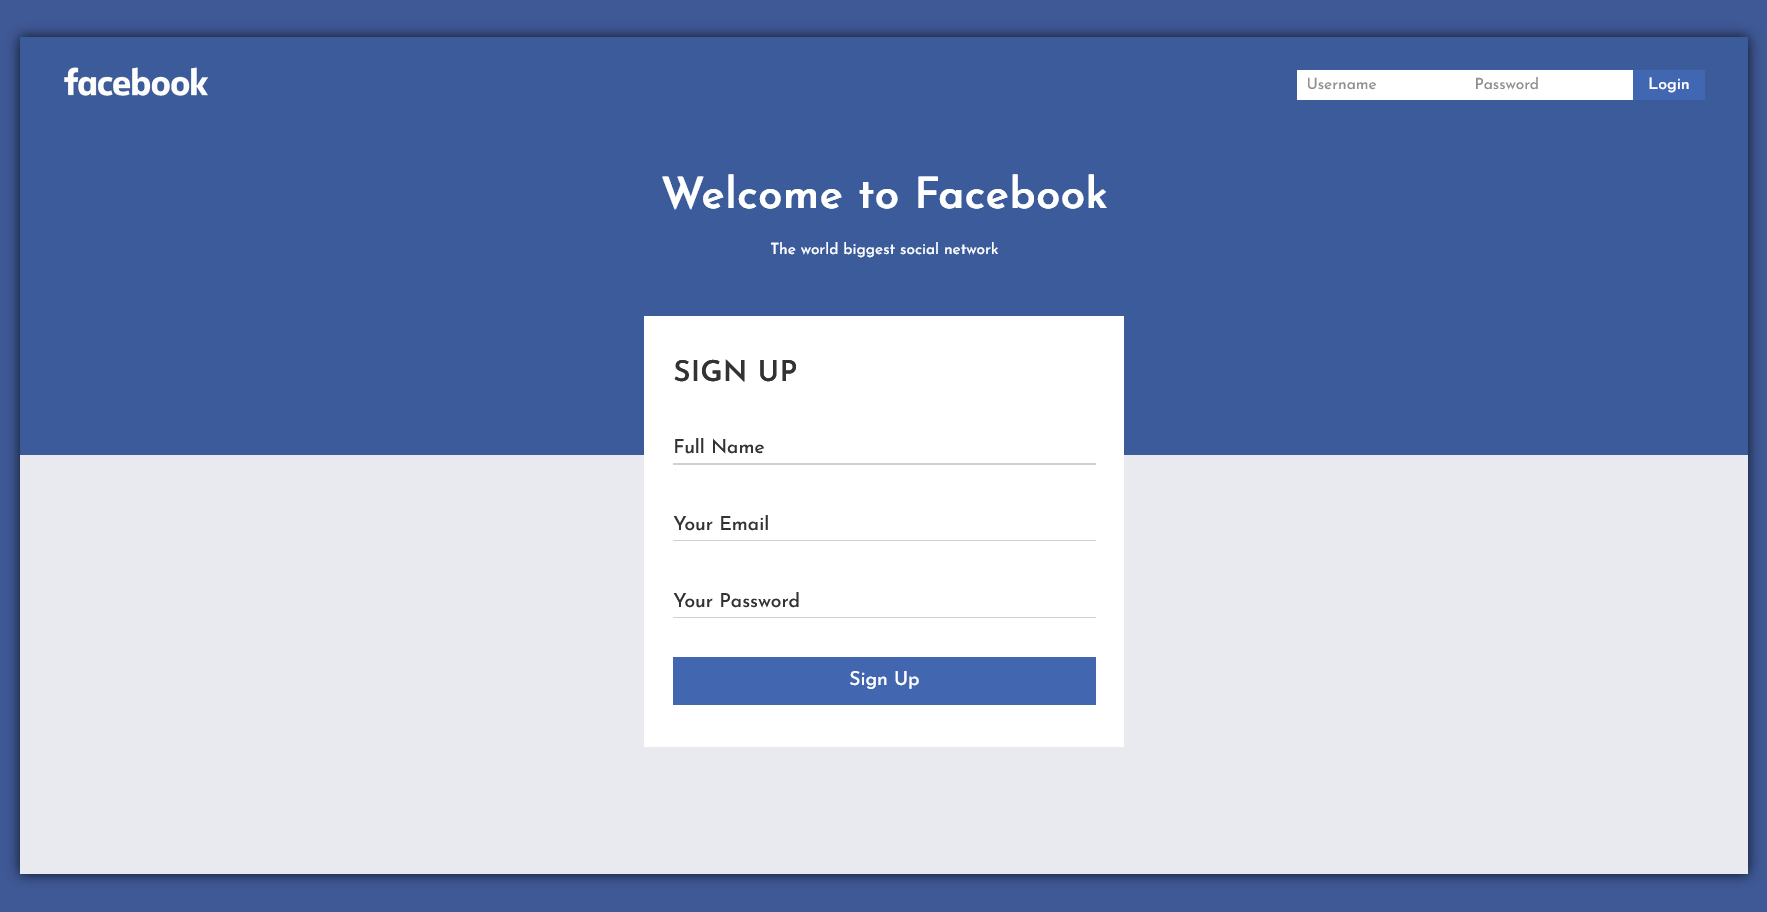 facebook
Username Password Login
Welcome to Facebook
The world biggest social network
SIGN UP
Full Name
Your Email
Your Password
Sign Up